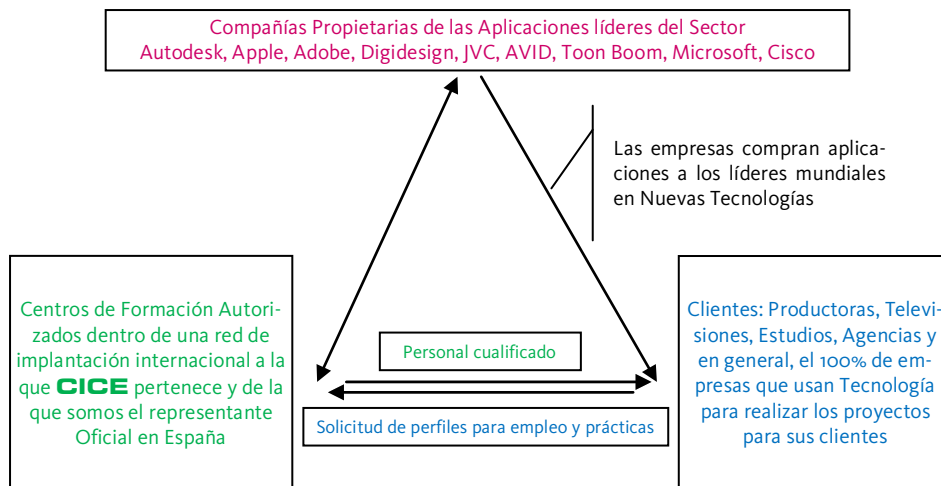 Compañías Propietarias de las Aplicaciones líderes del Sector
Autodesk, Apple, Adobe, Digidesign, JVC, AVID, Toon Boom, Microsoft, Cisco
Las empresas compran aplica-
ciones a los líderes mundiales
en Nuevas Tecnologías
Centros de Formación Autori-
zados dentro de una red de
implantación internacional a la
que CICE pertenece y de la
que somos el representante
Oficial en España
Personal cualificado
Solicitud de perfiles para empleo y prácticas
Clientes: Productoras, Televi-
siones, Estudios, Agencias y
en general, el 100% de em-
presas que usan Tecnología
para realizar los proyectos
para sus clientes